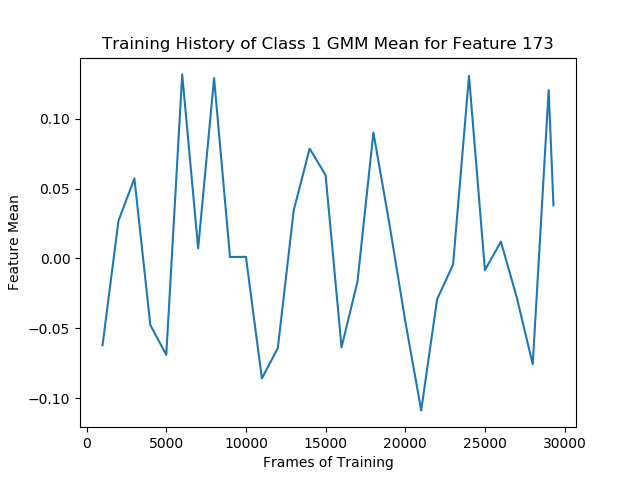 Training History of Class 1 GMM Mean for Feature 173
0.10
0.05
0.00
−0.05
−0.10
Feature Mean
0 5000 10000 15000 20000 25000 30000
Frames of Training